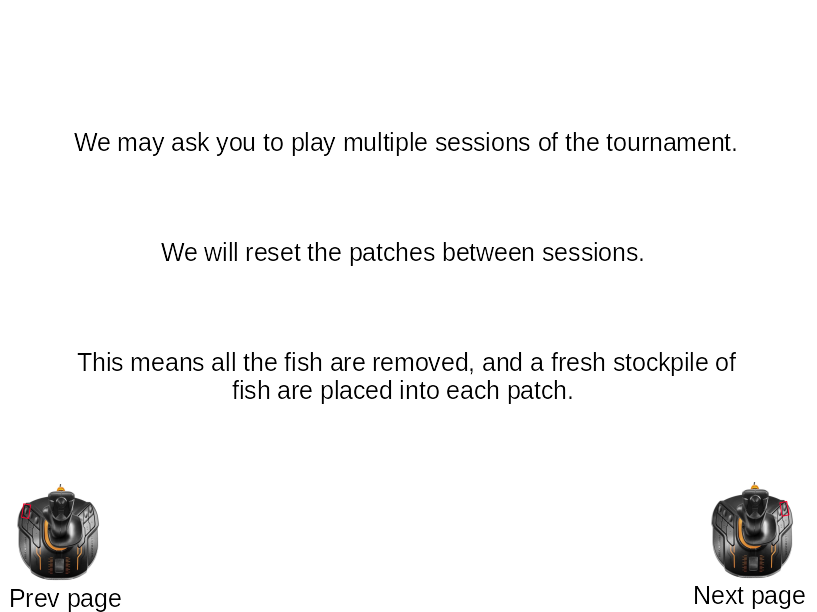 We may ask you to play multiple sessions of the tournament.
We will reset the patches between sessions.
This means all the fish are removed, and a fresh stockpile of
fish are placed into each patch.
Prev page
Next page